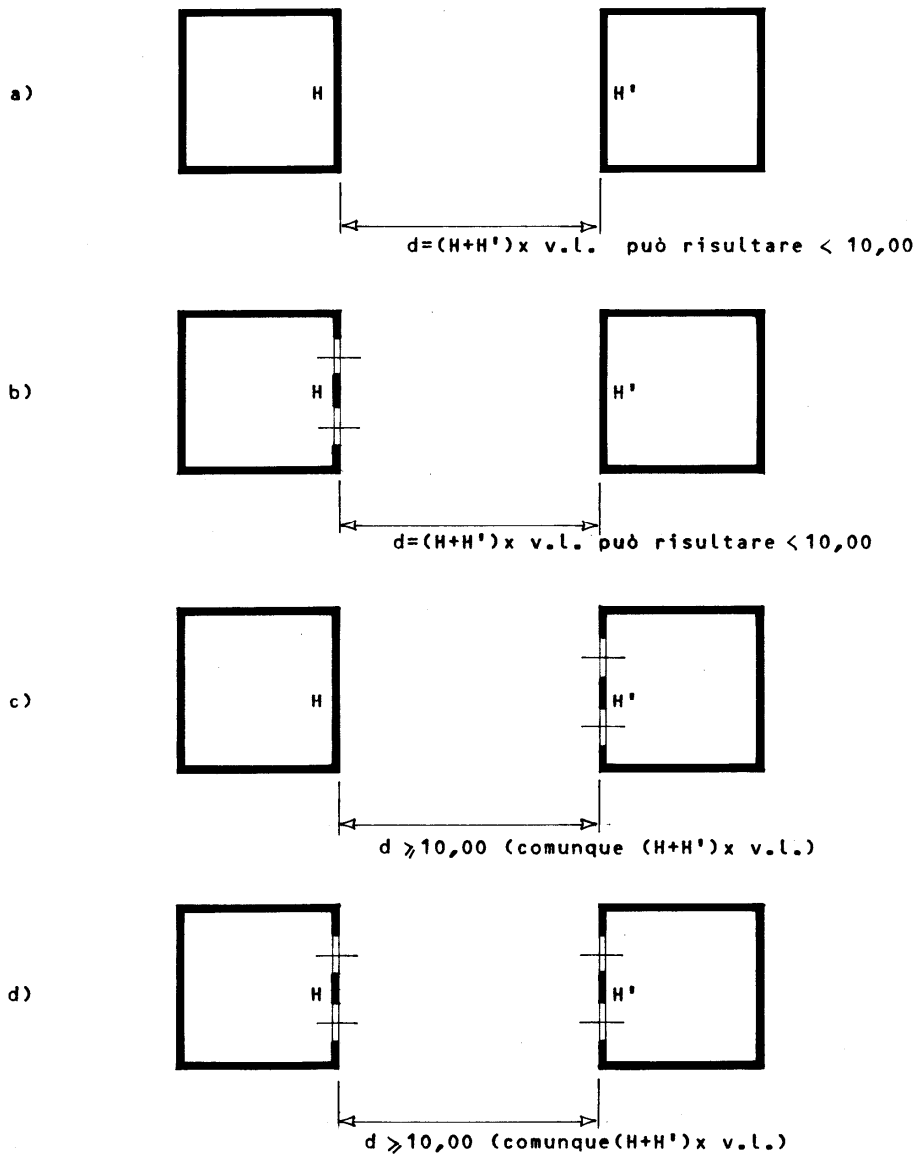 a)
H H'
d=(H+H')x v.l. può risultare < 10,00
b)
H H'
d=(H+H')x v.l. può risultare <10,00
c)
H H'
d ⩾10,00 (comunque (H+H')x v.l.)
d)
H H'
d ⩾10,00 (comunque(H+H')x v.l.)